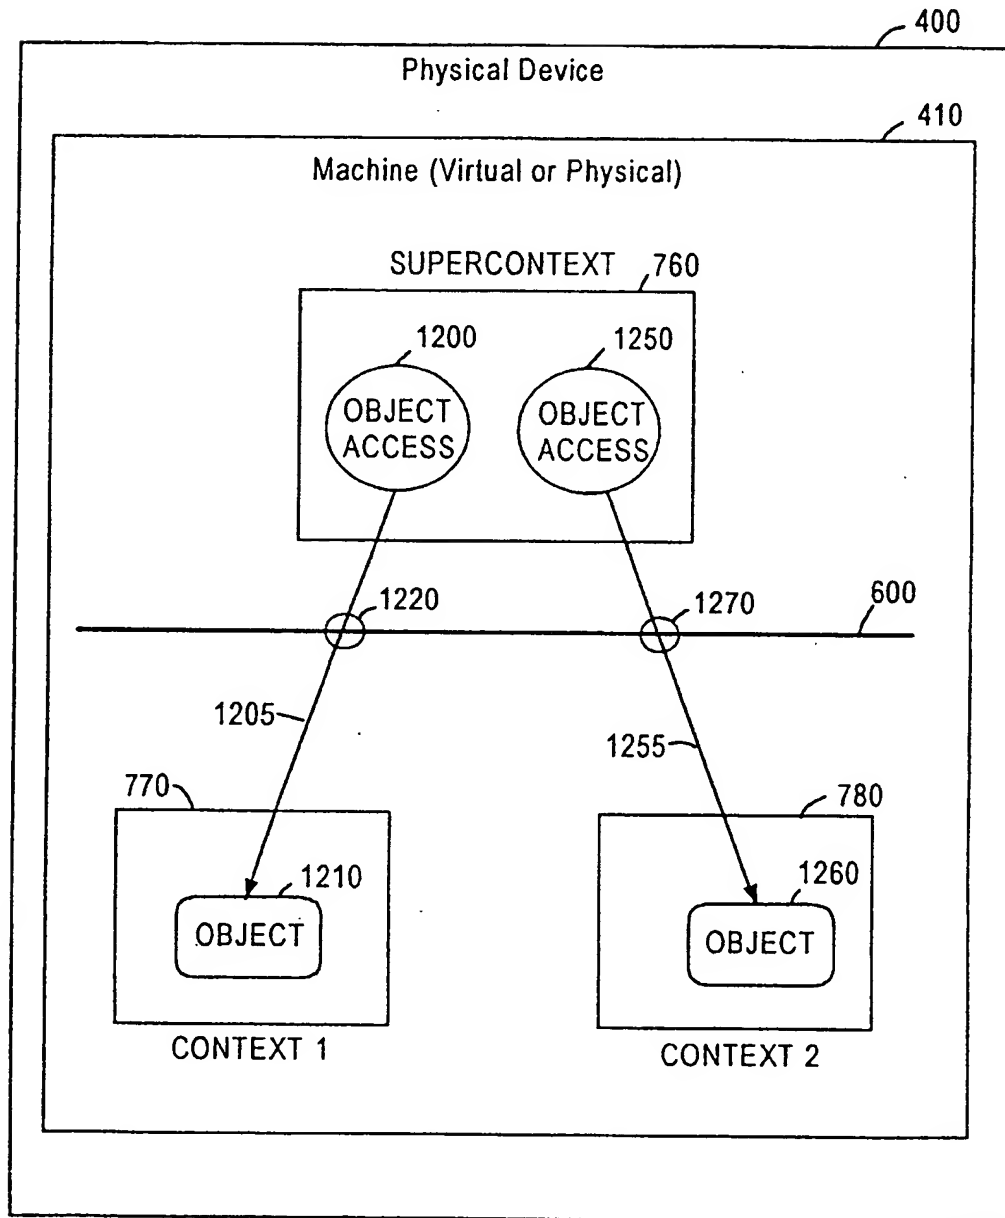 400
Physical Device
410
Machine (Virtual or Physical)
SUPERCONTEXT
760
1200
1250
OBJECT
ACCESS
OBJECT
ACCESS
1220
1270
600
1205
1255
770
780
1210
1260
OBJECT
OBJECT
CONTEXT 1
CONTEXT 2